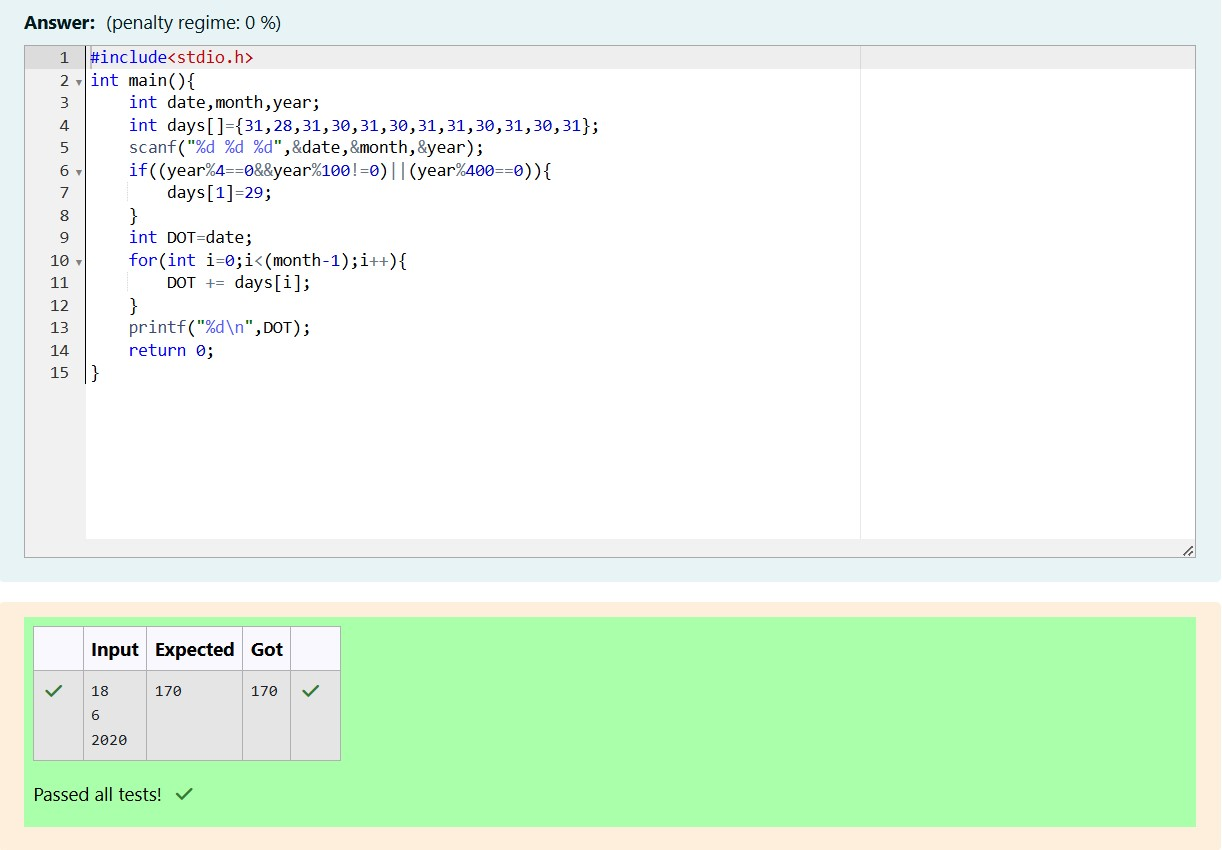 Answer: (penalty regime: 0 %)
1 #include<stdio.h>
2 int main(){
3     int date,month,year;
4     int days[]={31,28,31,30,31,30,31,31,30,31,30,31};
5     scanf("%d %d %d",&date,&month,&year);
6     if((year%4==0&&year%100!=0)||(year%400==0)){
7         days[1]=29;
8     }
9     int DOT=date;
10     for(int i=0;i<(month-1);i++){
11         DOT += days[i];
12     }
13     printf("%d\n",DOT);
14     return 0;
15 }
Input Expected Got
18 170 170
6
2020
Passed all tests!